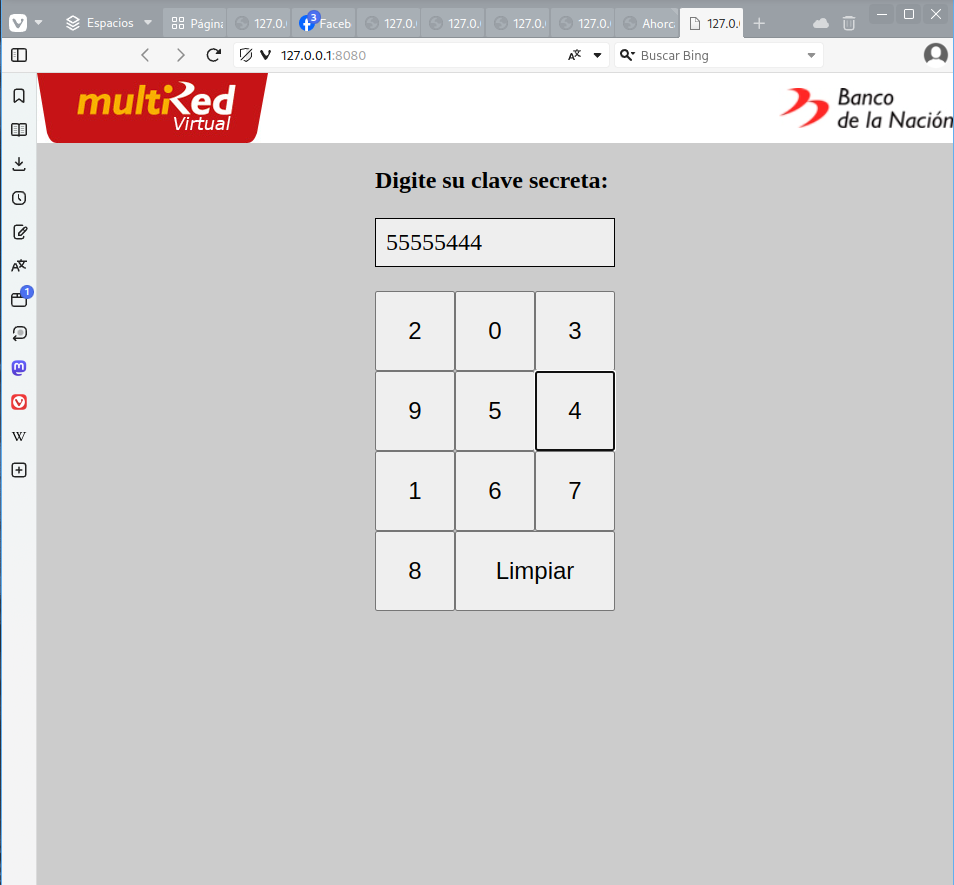 Espacios
Página
127.0.
3
Faceb
127.0.
127.0.
127.0.
127.0.
Ahorc
127.0.
127.0.0.1:8080
Buscar Bing
multiRed
Virtual
Banco
de la Nación
1
W
Digite su clave secreta:
55555444
2 0 3
9 5 4
1 6 7
8 Limpiar